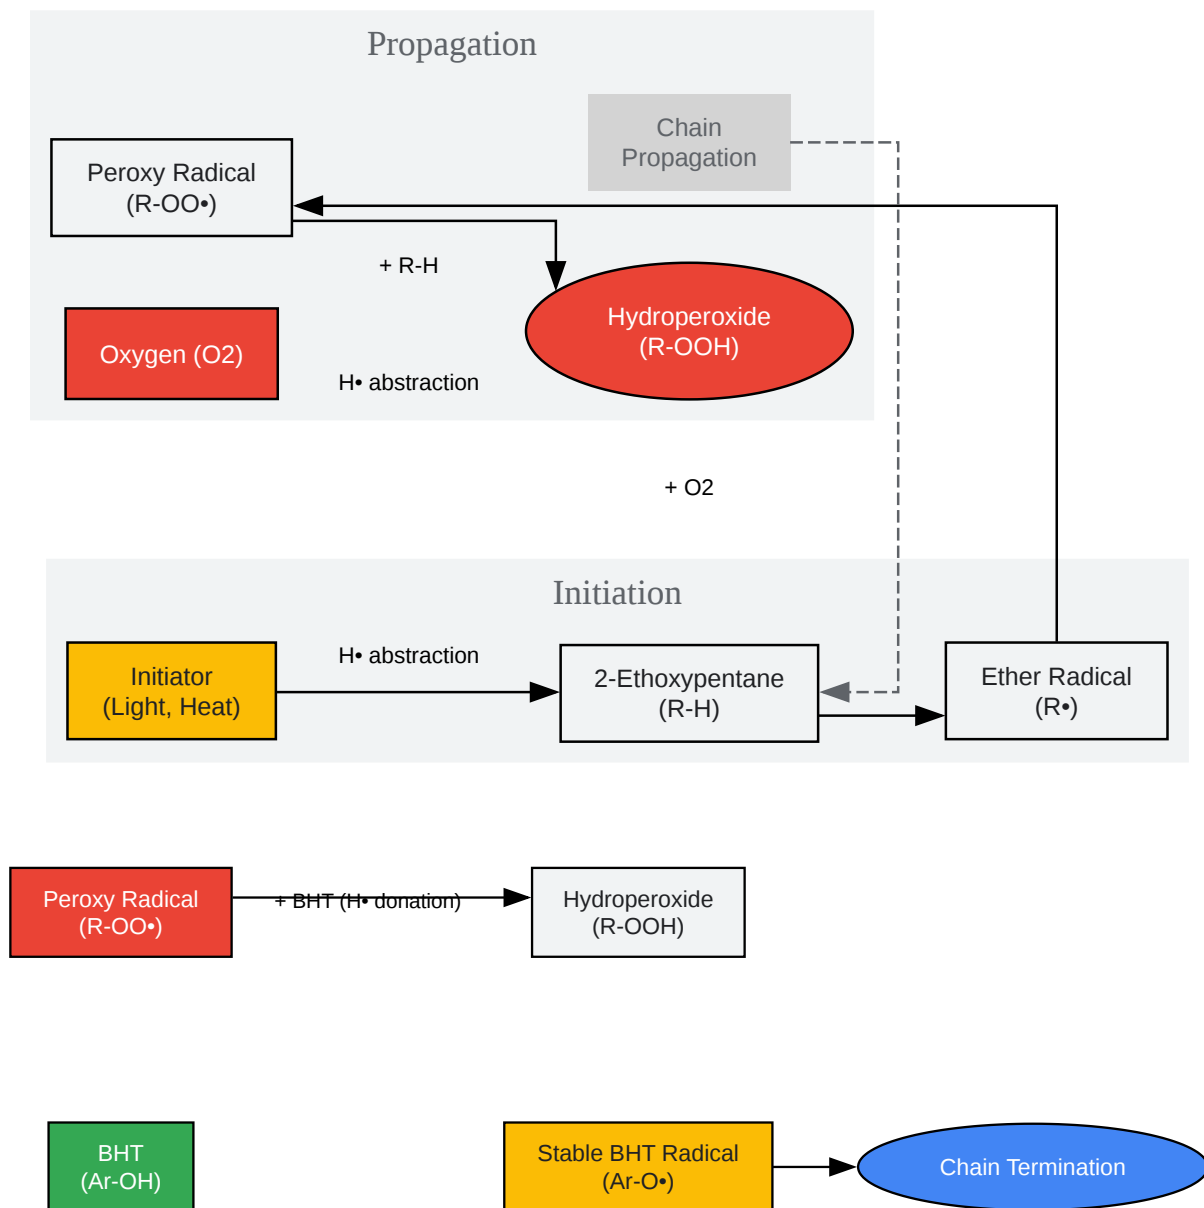 Propagation
Chain
Propagation
Peroxy Radical
(R-OO•)
+ R-H
Hydroperoxide
(R-OOH)
Oxygen (O2)
H• abstraction
+ O2
Initiation
Initiator
(Light, Heat)
H• abstraction
2-Ethoxypentane
(R-H)
Ether Radical
(R•)
Peroxy Radical
(R-OO•)
+ BHT (H• donation)
Hydroperoxide
(R-OOH)
BHT
(Ar-OH)
Stable BHT Radical
(Ar-O•)
Chain Termination